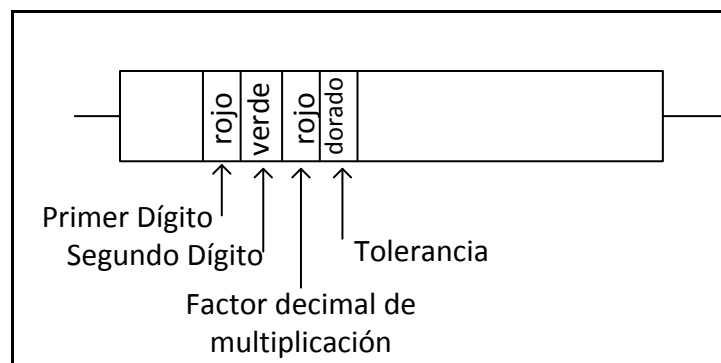 rojo
verde
rojo
dorado
Primer Dígito
Segundo Dígito
Tolerancia
Factor decimal de
multiplicación